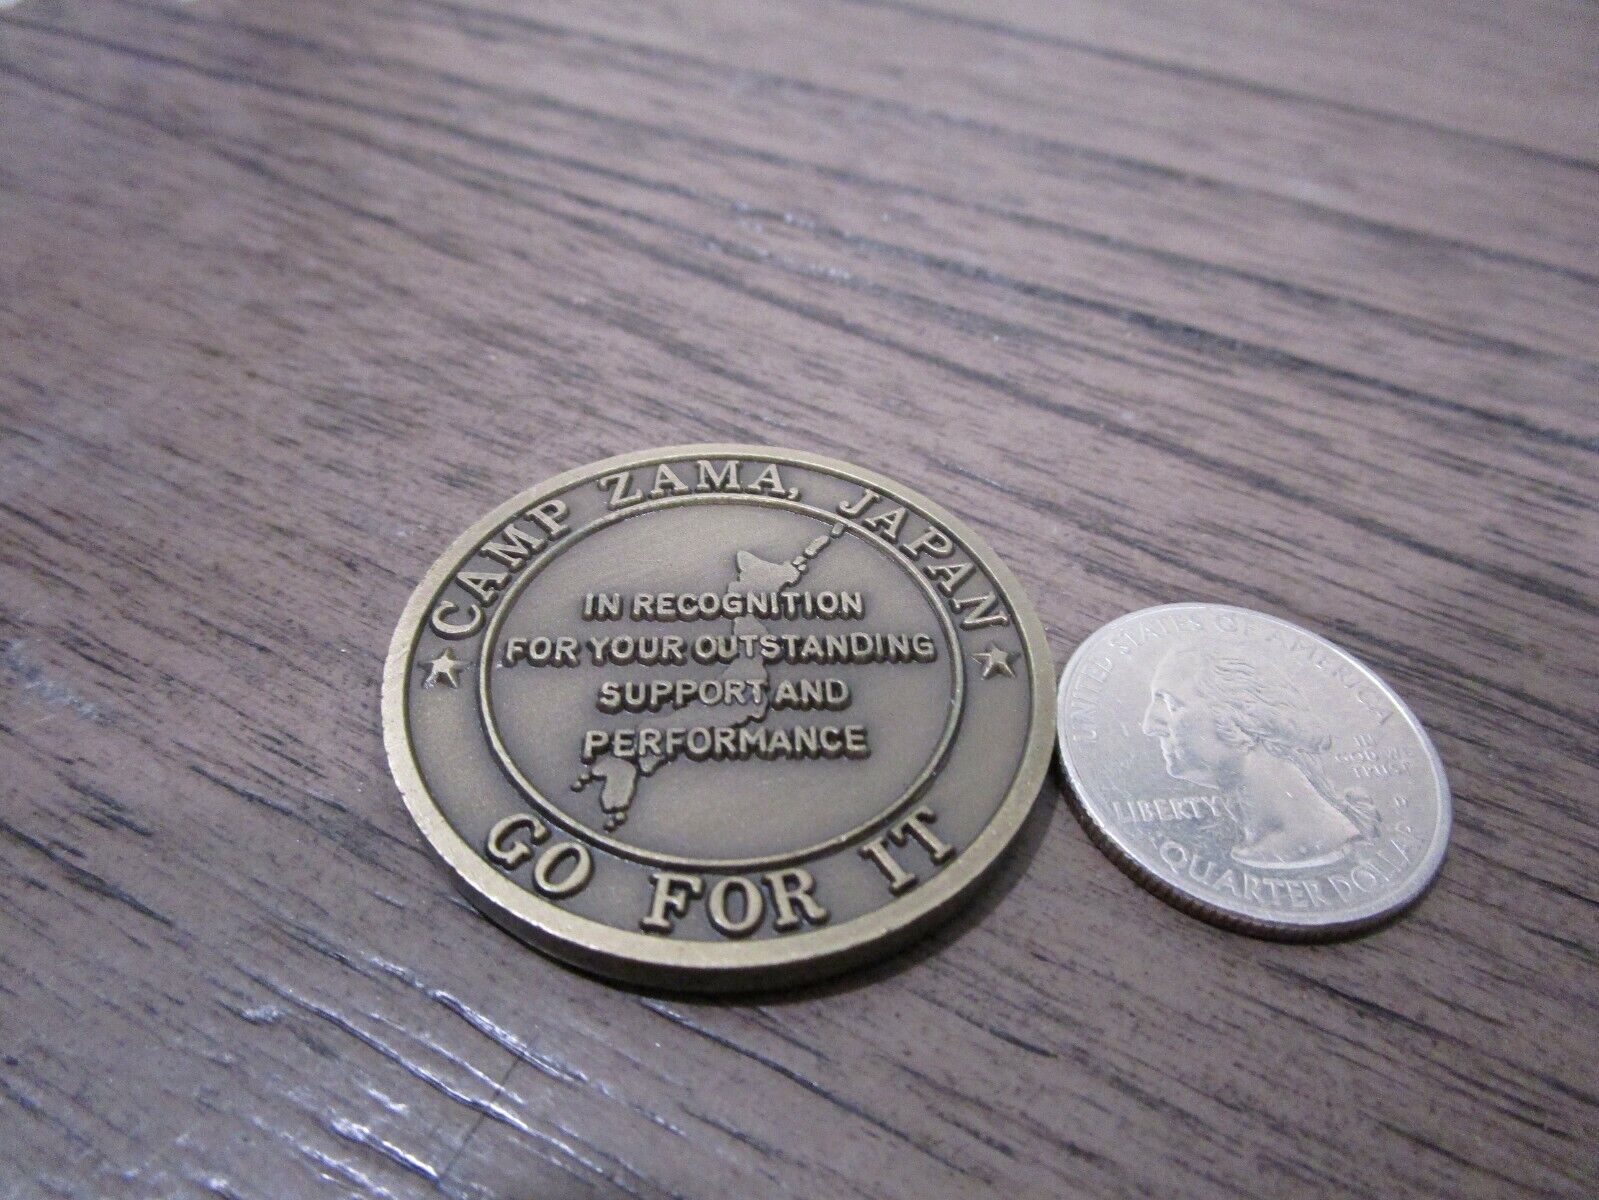 CAMP ZAMA, JAPAN
IN RECOGNITION
FOR YOUR OUTSTANDING
SUPPORT AND
PERFORMANCE
GO FOR IT
UNITED STATES OF AMERICA
LIBERTY
IN
GOD WE
TRUST
QUARTER DOLLAR